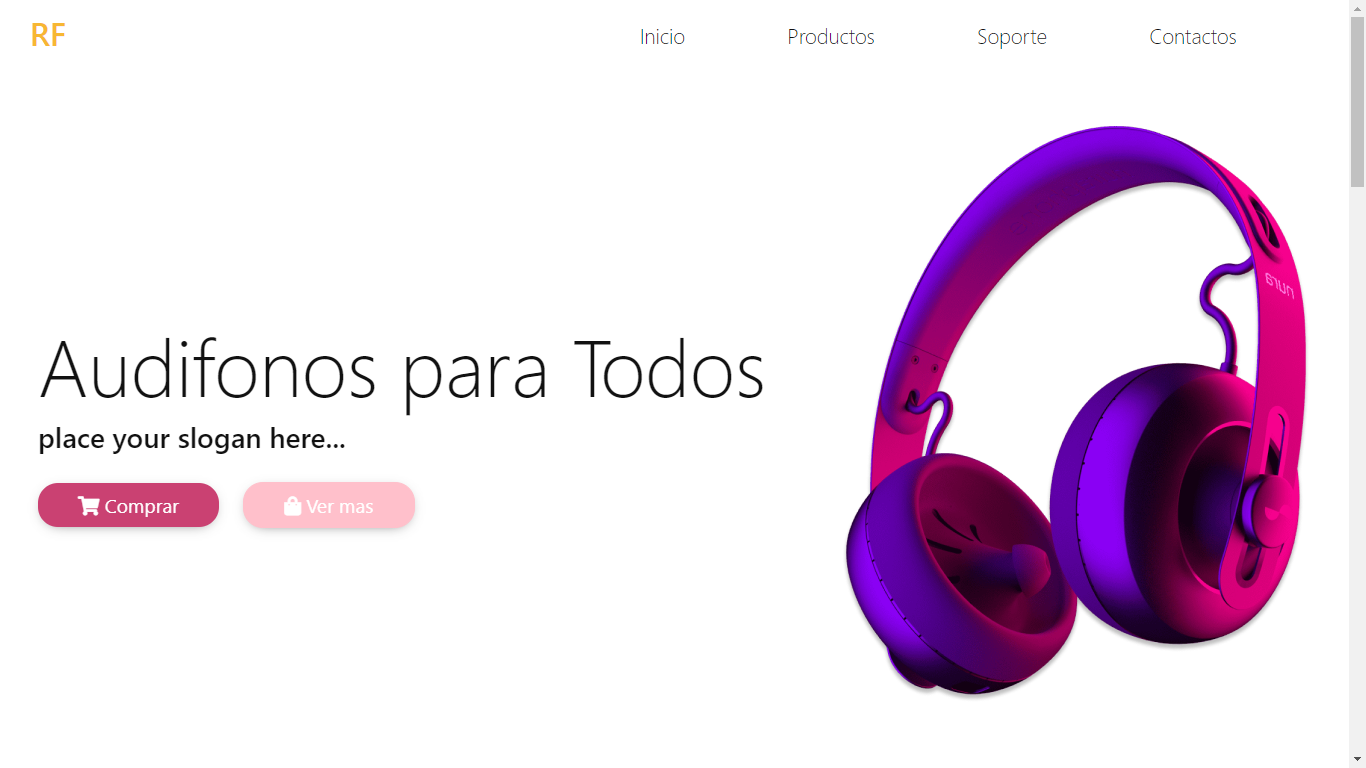 RF
Inicio
Productos
Soporte
Contactos
nura
Audifonos para Todos
place your slogan here...
Comprar
Ver mas